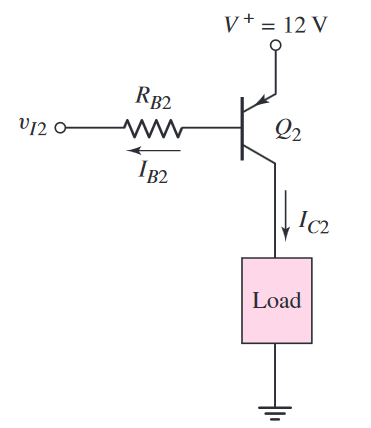 V⁺ = 12 V
R_B2
v_I2
Q_2
I_B2
I_C2
Load